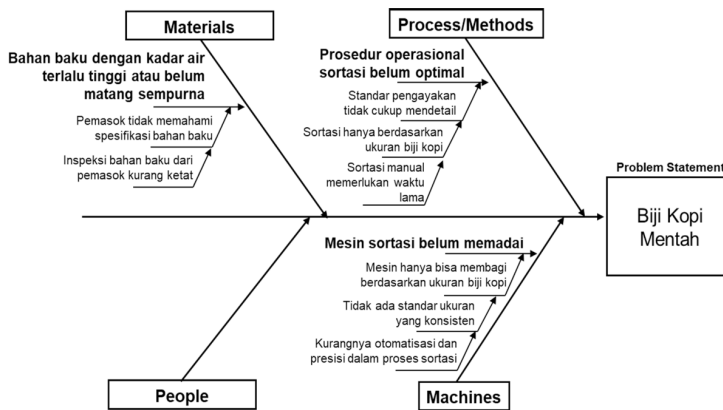 Materials
Process/Methods
Bahan baku dengan kadar air
terlalu tinggi atau belum
matang sempurna
Pemasok tidak memahami
spesifikasi bahan baku
Inspeksi bahan baku dari
pemasok kurang ketat
Prosedur operasional
sortasi belum optimal
Standar pengayakan
tidak cukup mendetail
Sortasi hanya berdasarkan
ukuran biji kopi
Sortasi manual
memerlukan waktu
lama
Problem Statement
Biji Kopi
Mentah
Mesin sortasi belum memadai
Mesin hanya bisa membagi
berdasarkan ukuran biji kopi
Tidak ada standar ukuran
yang konsisten
Kurangnya otomatisasi dan
presisi dalam proses sortasi
People
Machines